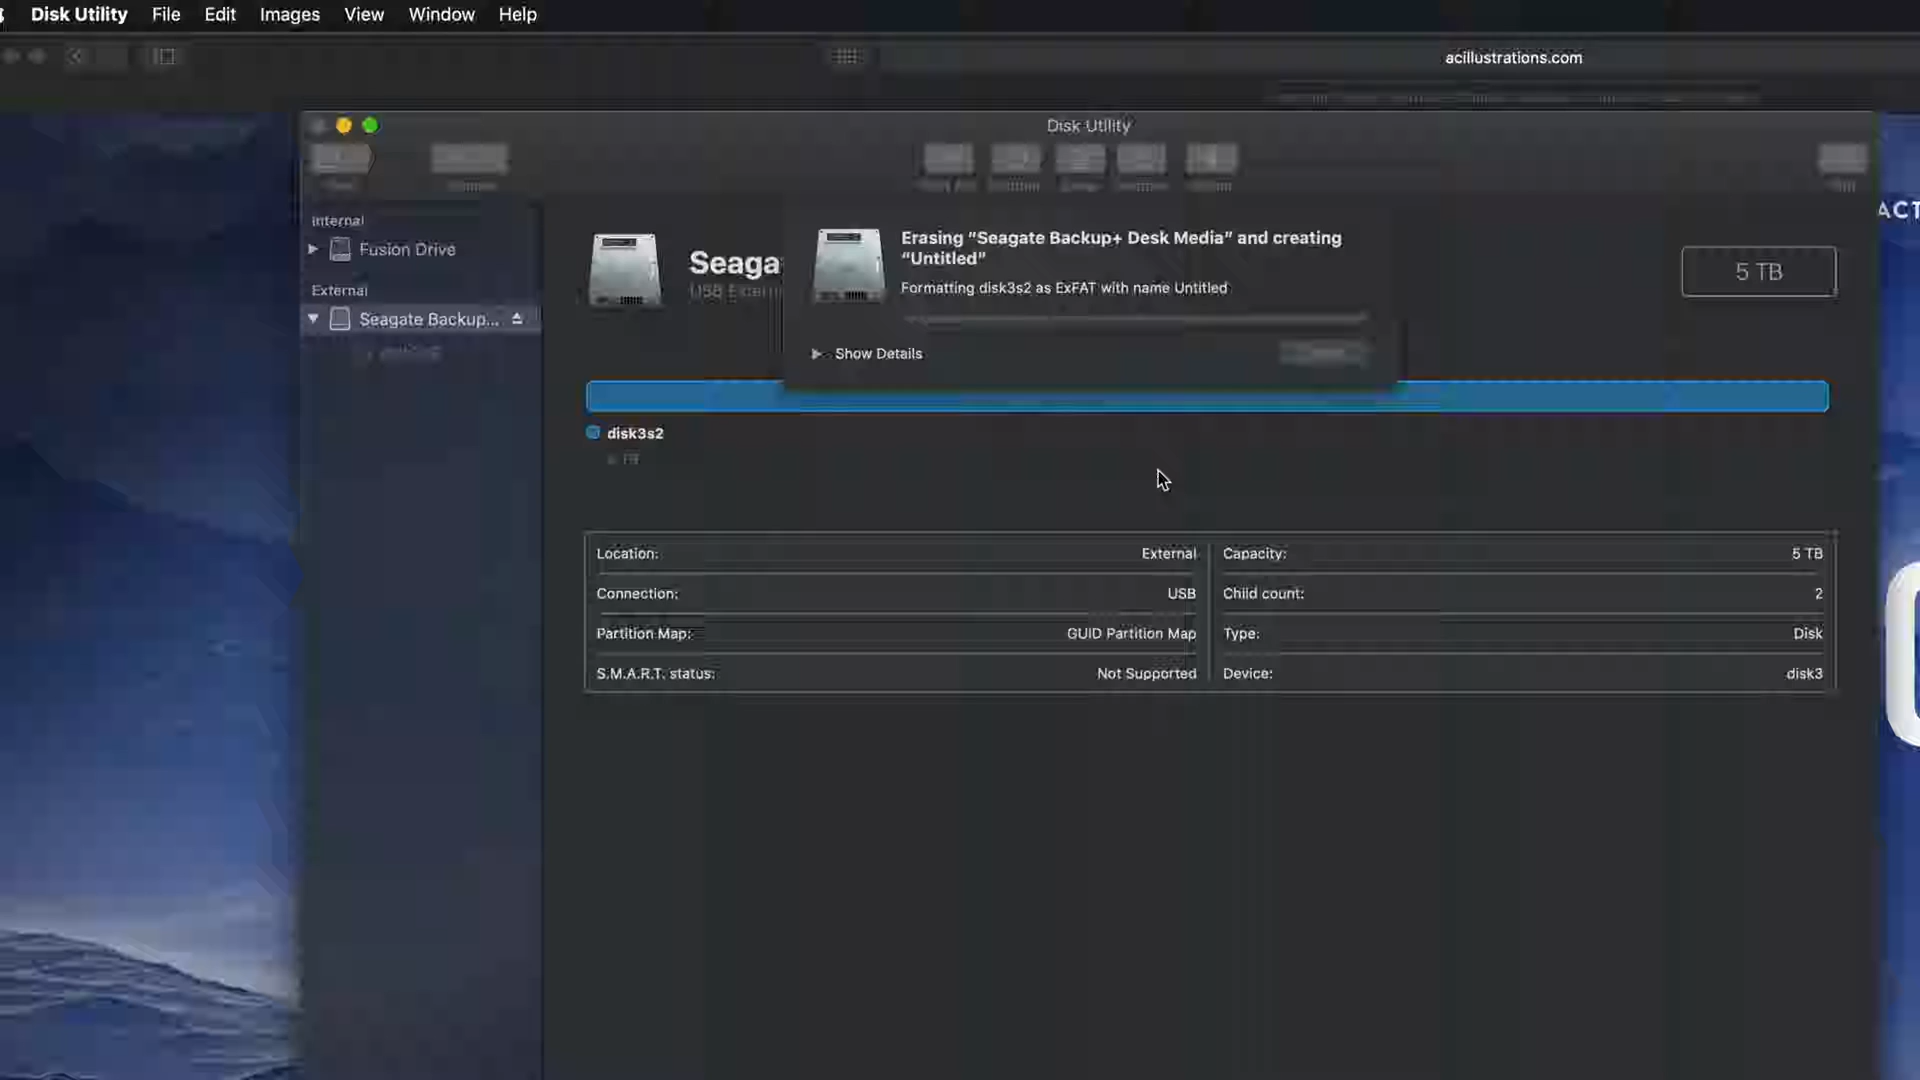 Disk Utility File Edit Images View Window Help
acillustrations.com
Disk Utility
Internal
Fusion Drive
External
Seagate Backup...
Seaga
USB Extern
Erasing “Seagate Backup+ Desk Media” and creating
“Untitled”
Formatting disk3s2 as ExFAT with name Untitled
Show Details
5 TB
ACT
disk3s2
Location: External
Capacity: 5 TB
Connection: USB
Child count: 2
Partition Map: GUID Partition Map
Type: Disk
S.M.A.R.T. status: Not Supported
Device: disk3